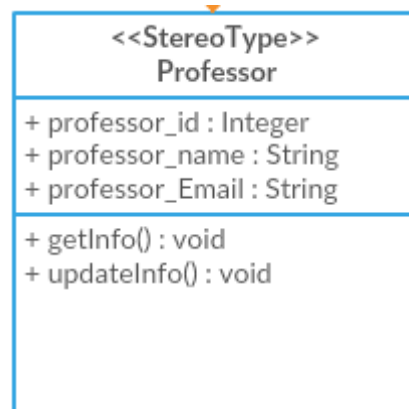 <<StereoType>>
Professor
+ professor_id : Integer
+ professor_name : String
+ professor_Email : String
+ getInfo() : void
+ updateInfo() : void